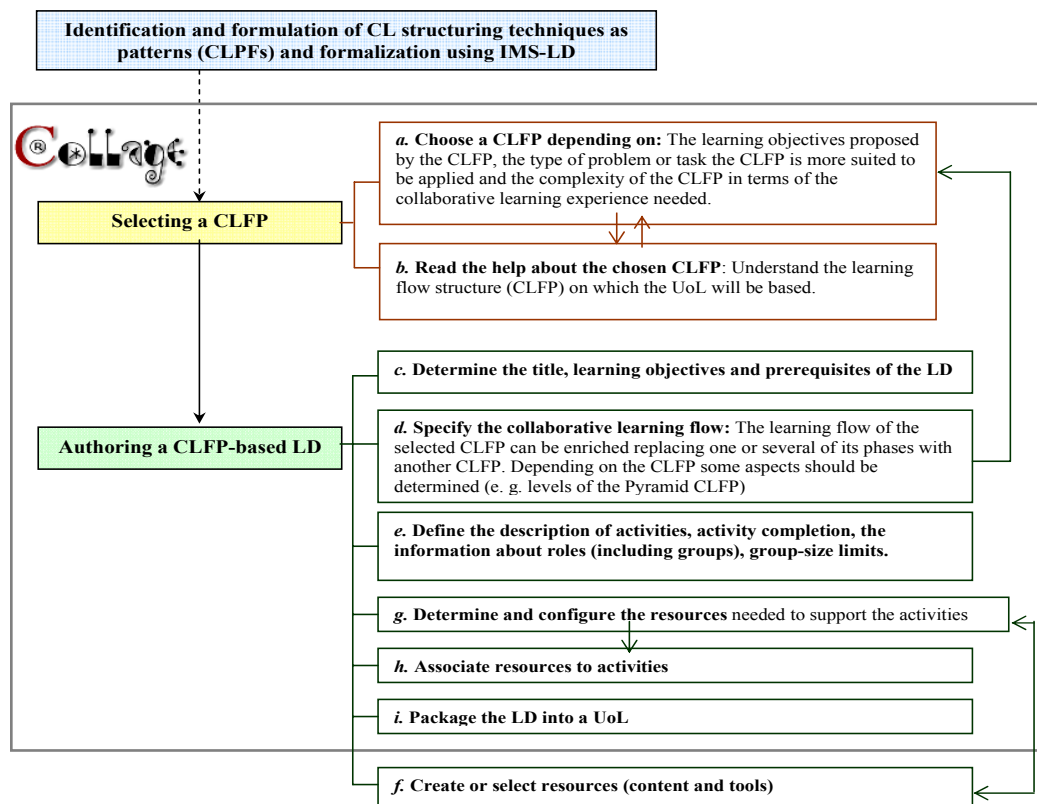 Identification and formulation of CL structuring techniques as
patterns (CLPFs) and formalization using IMS-LD
C®ollage
a. Choose a CLFP depending on: The learning objectives proposed
by the CLFP, the type of problem or task the CLFP is more suited to
be applied and the complexity of the CLFP in terms of the
collaborative learning experience needed.
Selecting a CLFP
b. Read the help about the chosen CLFP: Understand the learning
flow structure (CLFP) on which the UoL will be based.
c. Determine the title, learning objectives and prerequisites of the LD
Authoring a CLFP-based LD
d. Specify the collaborative learning flow: The learning flow of the
selected CLFP can be enriched replacing one or several of its phases with
another CLFP. Depending on the CLFP some aspects should be
determined (e. g. levels of the Pyramid CLFP)
e. Define the description of activities, activity completion, the
information about roles (including groups), group-size limits.
g. Determine and configure the resources needed to support the activities
h. Associate resources to activities
i. Package the LD into a UoL
f. Create or select resources (content and tools)